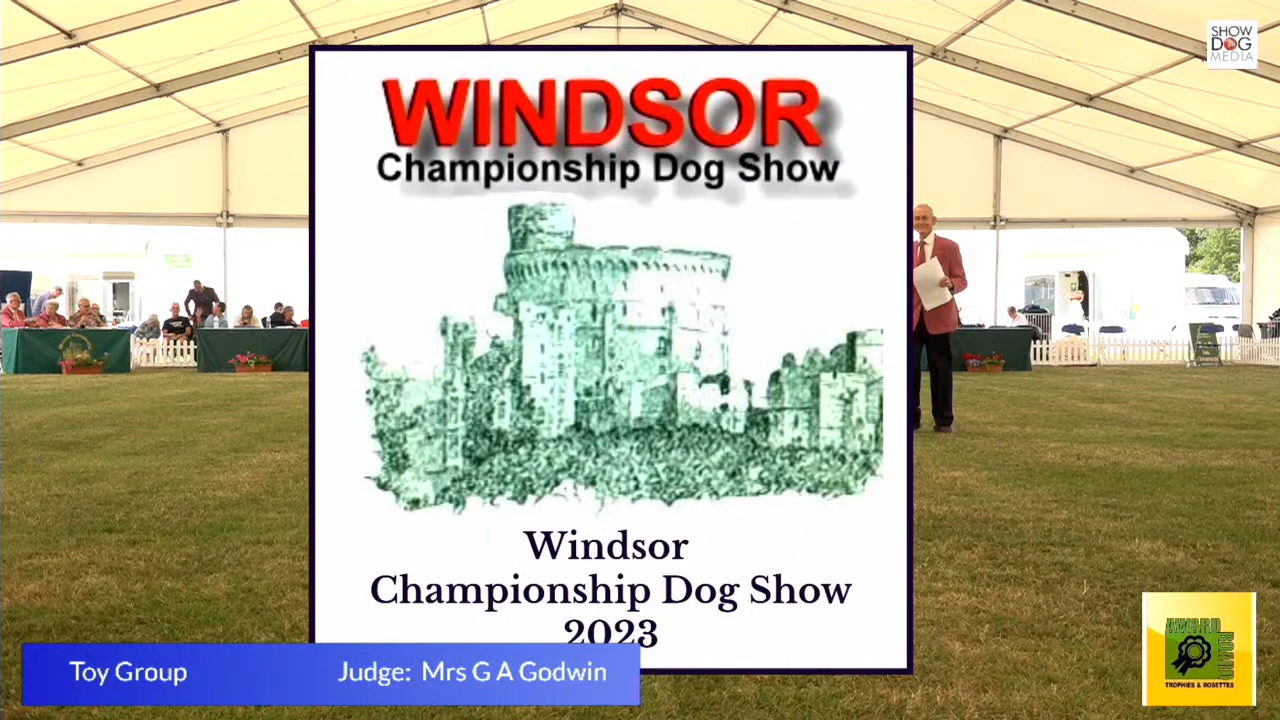 SHOW
DOG
MEDIA
WINDSOR
Championship Dog Show
Windsor
Championship Dog Show
2023
Toy Group
Judge: Mrs G A Godwin
AWARD
BOARD
TROPHIES & ROSETTES